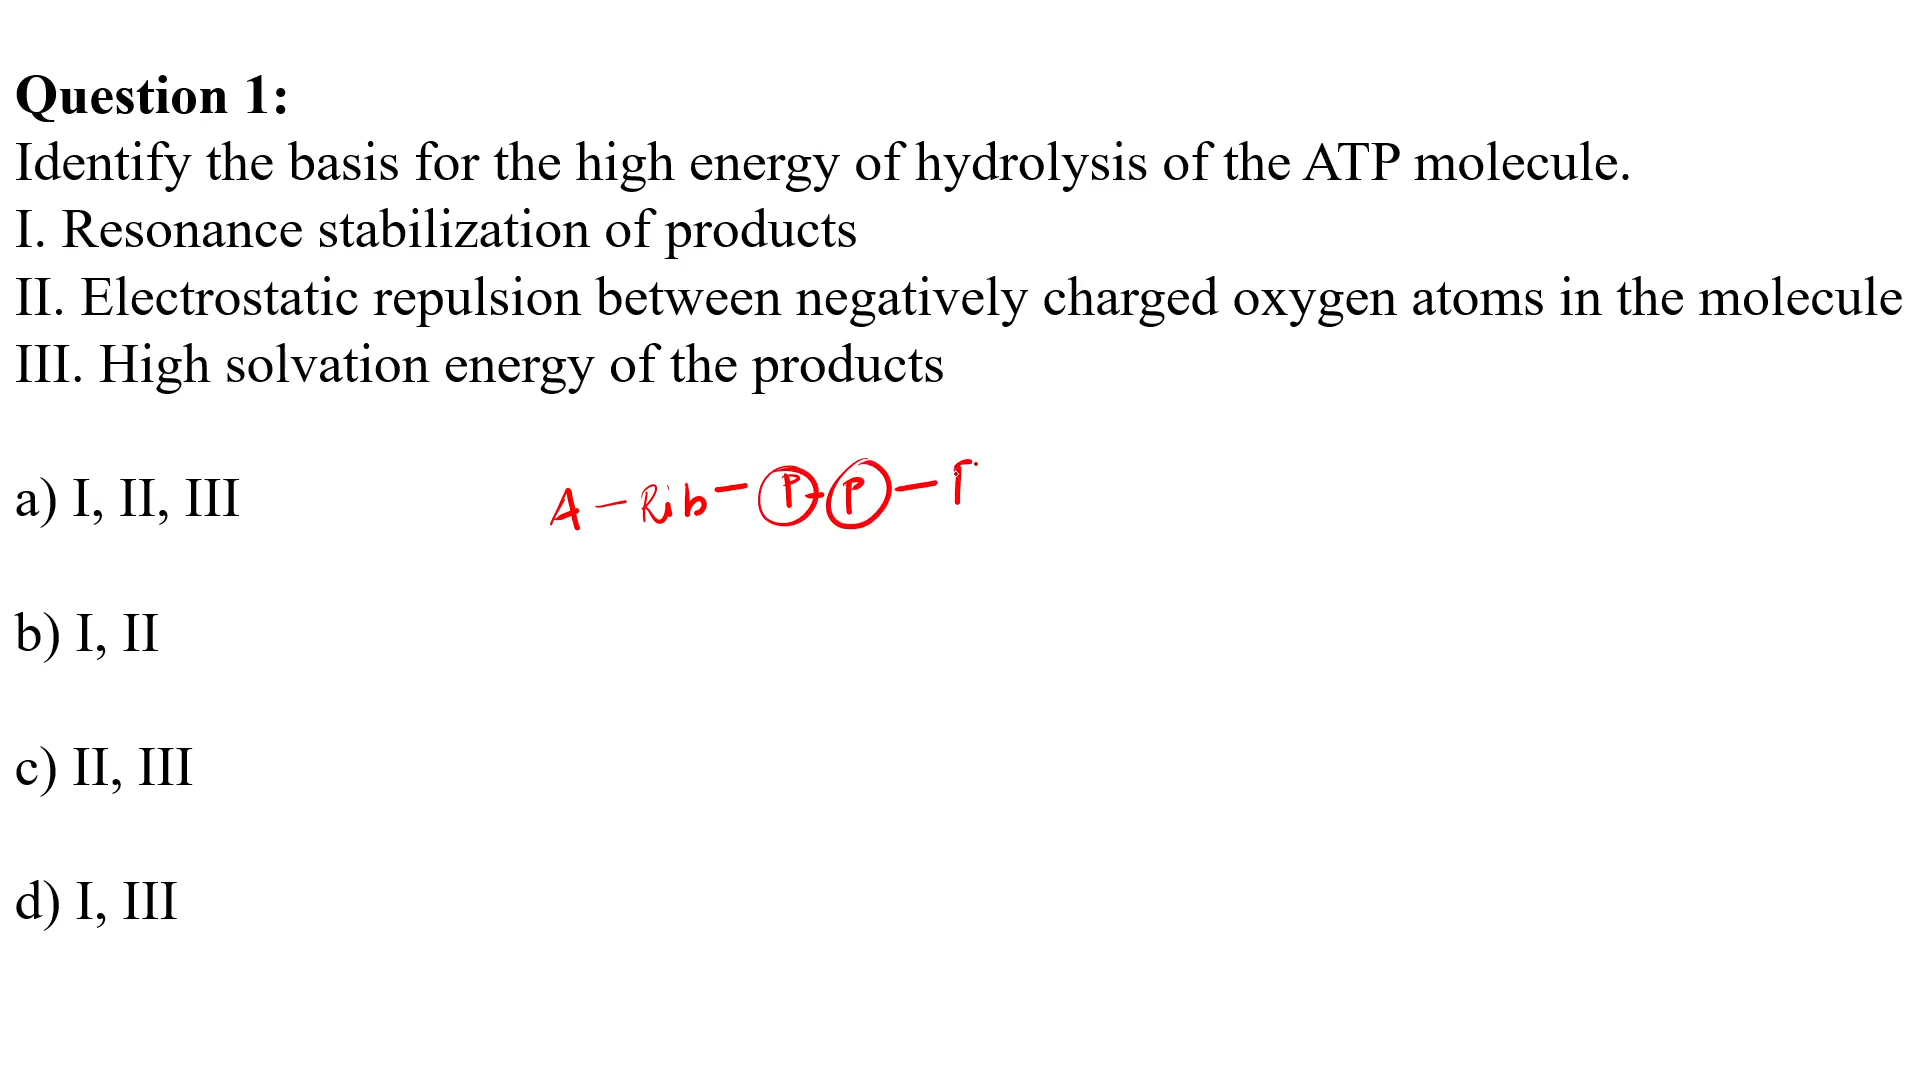 Question 1:
Identify the basis for the high energy of hydrolysis of the ATP molecule.
I. Resonance stabilization of products
II. Electrostatic repulsion between negatively charged oxygen atoms in the molecule
III. High solvation energy of the products
a) I, II, III
A - Rib - P - P -
b) I, II
c) II, III
d) I, III